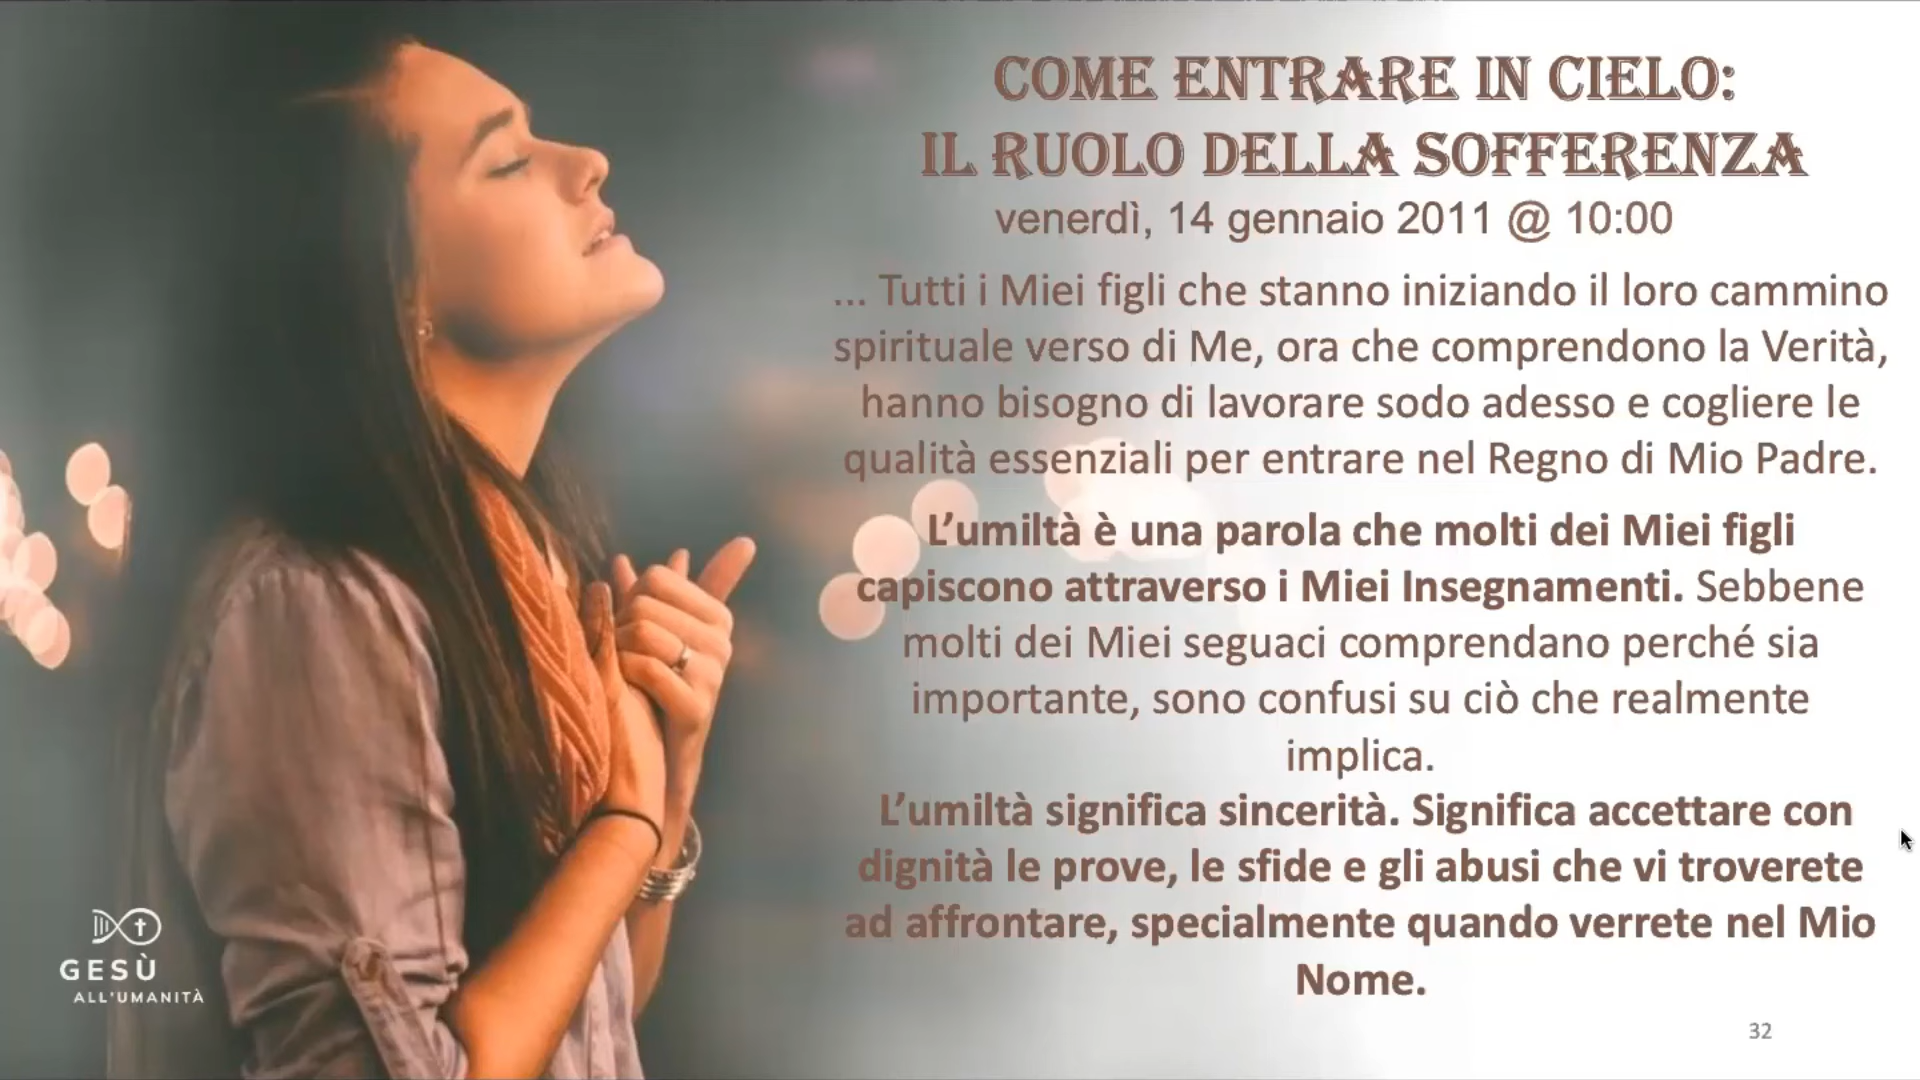 COME ENTRARE IN CIELO:
IL RUOLO DELLA SOFFERENZA
venerdì, 14 gennaio 2011 @ 10:00
... Tutti i Miei figli che stanno iniziando il loro cammino
spirituale verso di Me, ora che comprendono la Verità,
hanno bisogno di lavorare sodo adesso e cogliere le
qualità essenziali per entrare nel Regno di Mio Padre.
L’umiltà è una parola che molti dei Miei figli
capiscono attraverso i Miei Insegnamenti. Sebbene
molti dei Miei seguaci comprendano perché sia
importante, sono confusi su ciò che realmente
implica.
L’umiltà significa sincerità. Significa accettare con
dignità le prove, le sfide e gli abusi che vi troverete
ad affrontare, specialmente quando verrete nel Mio
Nome.
GESÙ
ALL'UMANITÀ
32